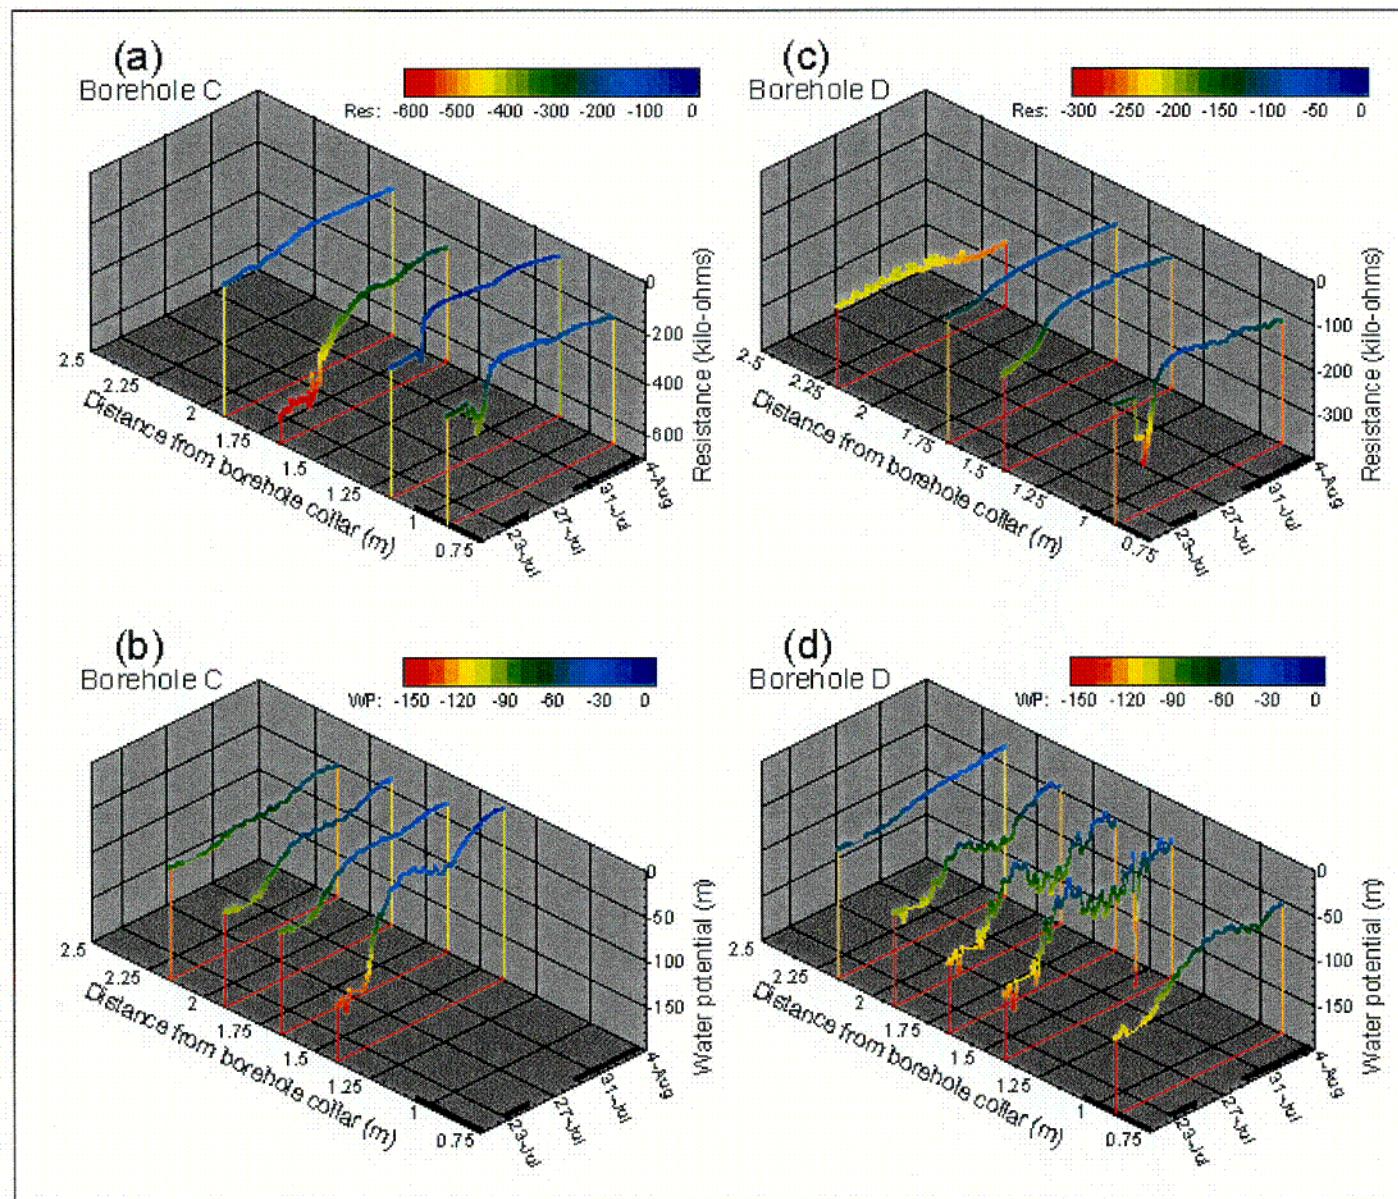 (a)
Borehole C
Res: -600 -500 -400 -300 -200 -100 0
0
-200
-400
-600
Resistance (kilo-ohms)
2.5
2.25
2
1.75
1.5
1.25
1
0.75
Distance from borehole collar (m)
23-Jul
27-Jul
31-Jul
4-Aug
(c)
Borehole D
Res: -300 -250 -200 -150 -100 -50 0
0
-100
-200
-300
Resistance (kilo-ohms)
2.5
2.25
2
1.75
1.5
1.25
1
0.75
Distance from borehole collar (m)
23-Jul
27-Jul
31-Jul
4-Aug
(b)
Borehole C
WP: -150 -120 -90 -60 -30 0
0
-50
-100
-150
Water potential (m)
2.5
2.25
2
1.75
1.5
1.25
1
0.75
Distance from borehole collar (m)
23-Jul
27-Jul
31-Jul
4-Aug
(d)
Borehole D
WP: -150 -120 -90 -60 -30 0
0
-50
-100
-150
Water potential (m)
2.5
2.25
2
1.75
1.5
1.25
1
0.75
Distance from borehole collar (m)
23-Jul
27-Jul
31-Jul
4-Aug